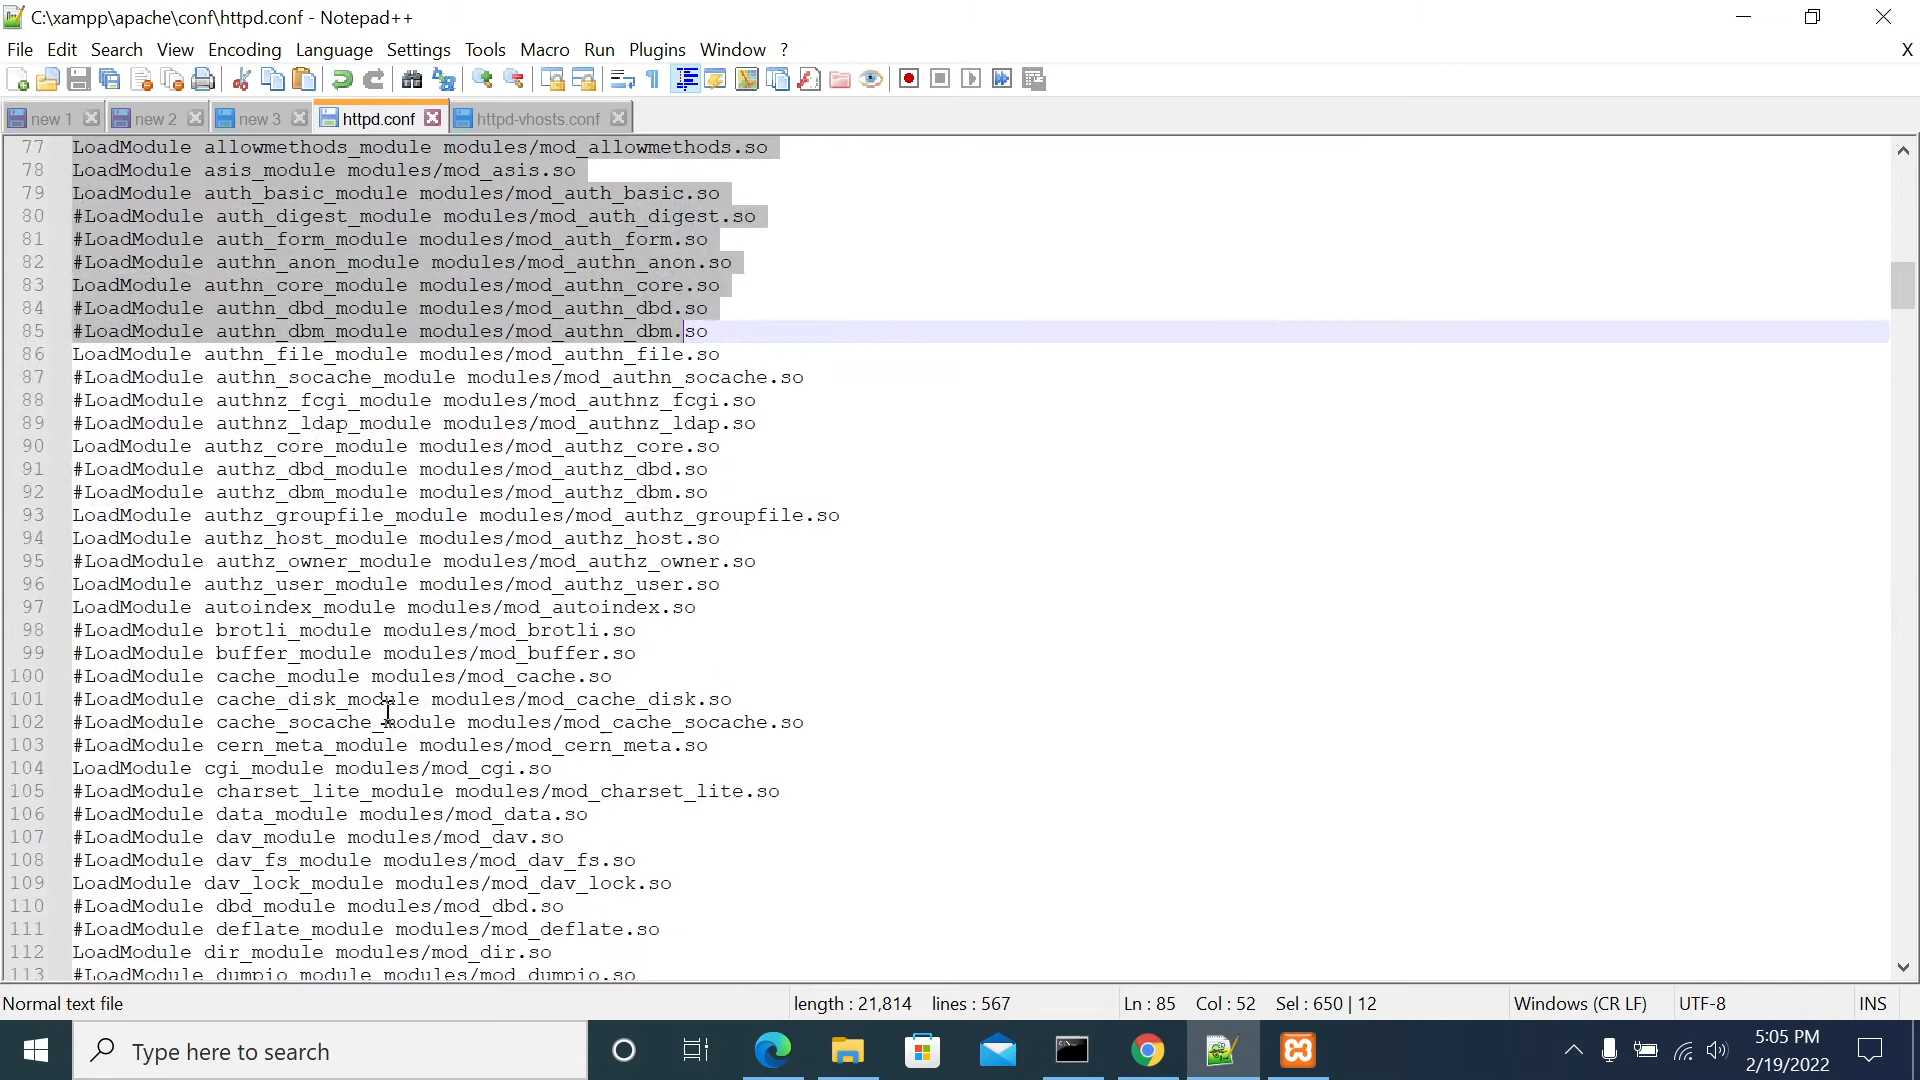 C:\xampp\apache\conf\httpd.conf - Notepad++
File Edit Search View Encoding Language Settings Tools Macro Run Plugins Window ?
X
new 1 new 2 new 3 httpd.conf httpd-vhosts.conf
77 LoadModule allowmethods_module modules/mod_allowmethods.so
78 LoadModule asis_module modules/mod_asis.so
79 LoadModule auth_basic_module modules/mod_auth_basic.so
80 #LoadModule auth_digest_module modules/mod_auth_digest.so
81 #LoadModule auth_form_module modules/mod_auth_form.so
82 #LoadModule authn_anon_module modules/mod_authn_anon.so
83 LoadModule authn_core_module modules/mod_authn_core.so
84 #LoadModule authn_dbd_module modules/mod_authn_dbd.so
85 #LoadModule authn_dbm_module modules/mod_authn_dbm.so
86 LoadModule authn_file_module modules/mod_authn_file.so
87 #LoadModule authn_socache_module modules/mod_authn_socache.so
88 #LoadModule authnz_fcgi_module modules/mod_authnz_fcgi.so
89 #LoadModule authnz_ldap_module modules/mod_authnz_ldap.so
90 LoadModule authz_core_module modules/mod_authz_core.so
91 #LoadModule authz_dbd_module modules/mod_authz_dbd.so
92 #LoadModule authz_dbm_module modules/mod_authz_dbm.so
93 LoadModule authz_groupfile_module modules/mod_authz_groupfile.so
94 LoadModule authz_host_module modules/mod_authz_host.so
95 #LoadModule authz_owner_module modules/mod_authz_owner.so
96 LoadModule authz_user_module modules/mod_authz_user.so
97 LoadModule autoindex_module modules/mod_autoindex.so
98 #LoadModule brotli_module modules/mod_brotli.so
99 #LoadModule buffer_module modules/mod_buffer.so
100 #LoadModule cache_module modules/mod_cache.so
101 #LoadModule cache_disk_module modules/mod_cache_disk.so
102 #LoadModule cache_socache_module modules/mod_cache_socache.so
103 #LoadModule cern_meta_module modules/mod_cern_meta.so
104 LoadModule cgi_module modules/mod_cgi.so
105 #LoadModule charset_lite_module modules/mod_charset_lite.so
106 #LoadModule data_module modules/mod_data.so
107 #LoadModule dav_module modules/mod_dav.so
108 #LoadModule dav_fs_module modules/mod_dav_fs.so
109 LoadModule dav_lock_module modules/mod_dav_lock.so
110 #LoadModule dbd_module modules/mod_dbd.so
111 #LoadModule deflate_module modules/mod_deflate.so
112 LoadModule dir_module modules/mod_dir.so
113 #LoadModule dumpio_module modules/mod_dumpio.so
Normal text file length : 21,814 lines : 567 Ln : 85 Col : 52 Sel : 650 | 12 Windows (CR LF) UTF-8 INS
Type here to search
5:05 PM
2/19/2022